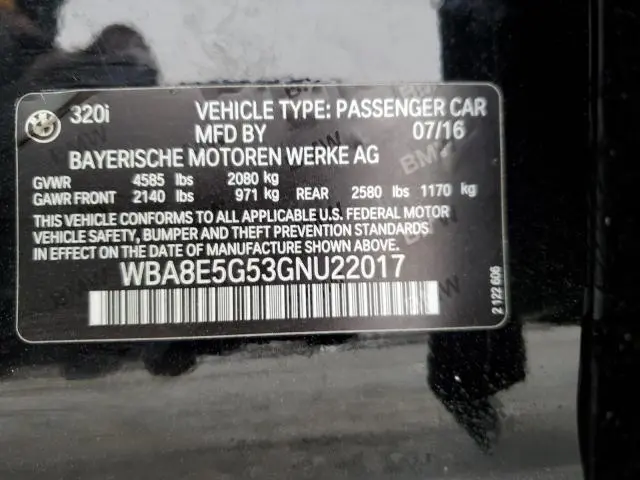 320i VEHICLE TYPE: PASSENGER CAR
MFD BY 07/16
BAYERISCHE MOTOREN WERKE AG
GVWR 4585 lbs 2080 kg
GAWR FRONT 2140 lbs 971 kg REAR 2580 lbs 1170 kg
THIS VEHICLE CONFORMS TO ALL APPLICABLE U.S. FEDERAL MOTOR
VEHICLE SAFETY, BUMPER AND THEFT PREVENTION STANDARDS
IN EFFECT ON THE DATE OF MANUFACTURE SHOWN ABOVE.
WBA8E5G53GNU22017
2 122 606